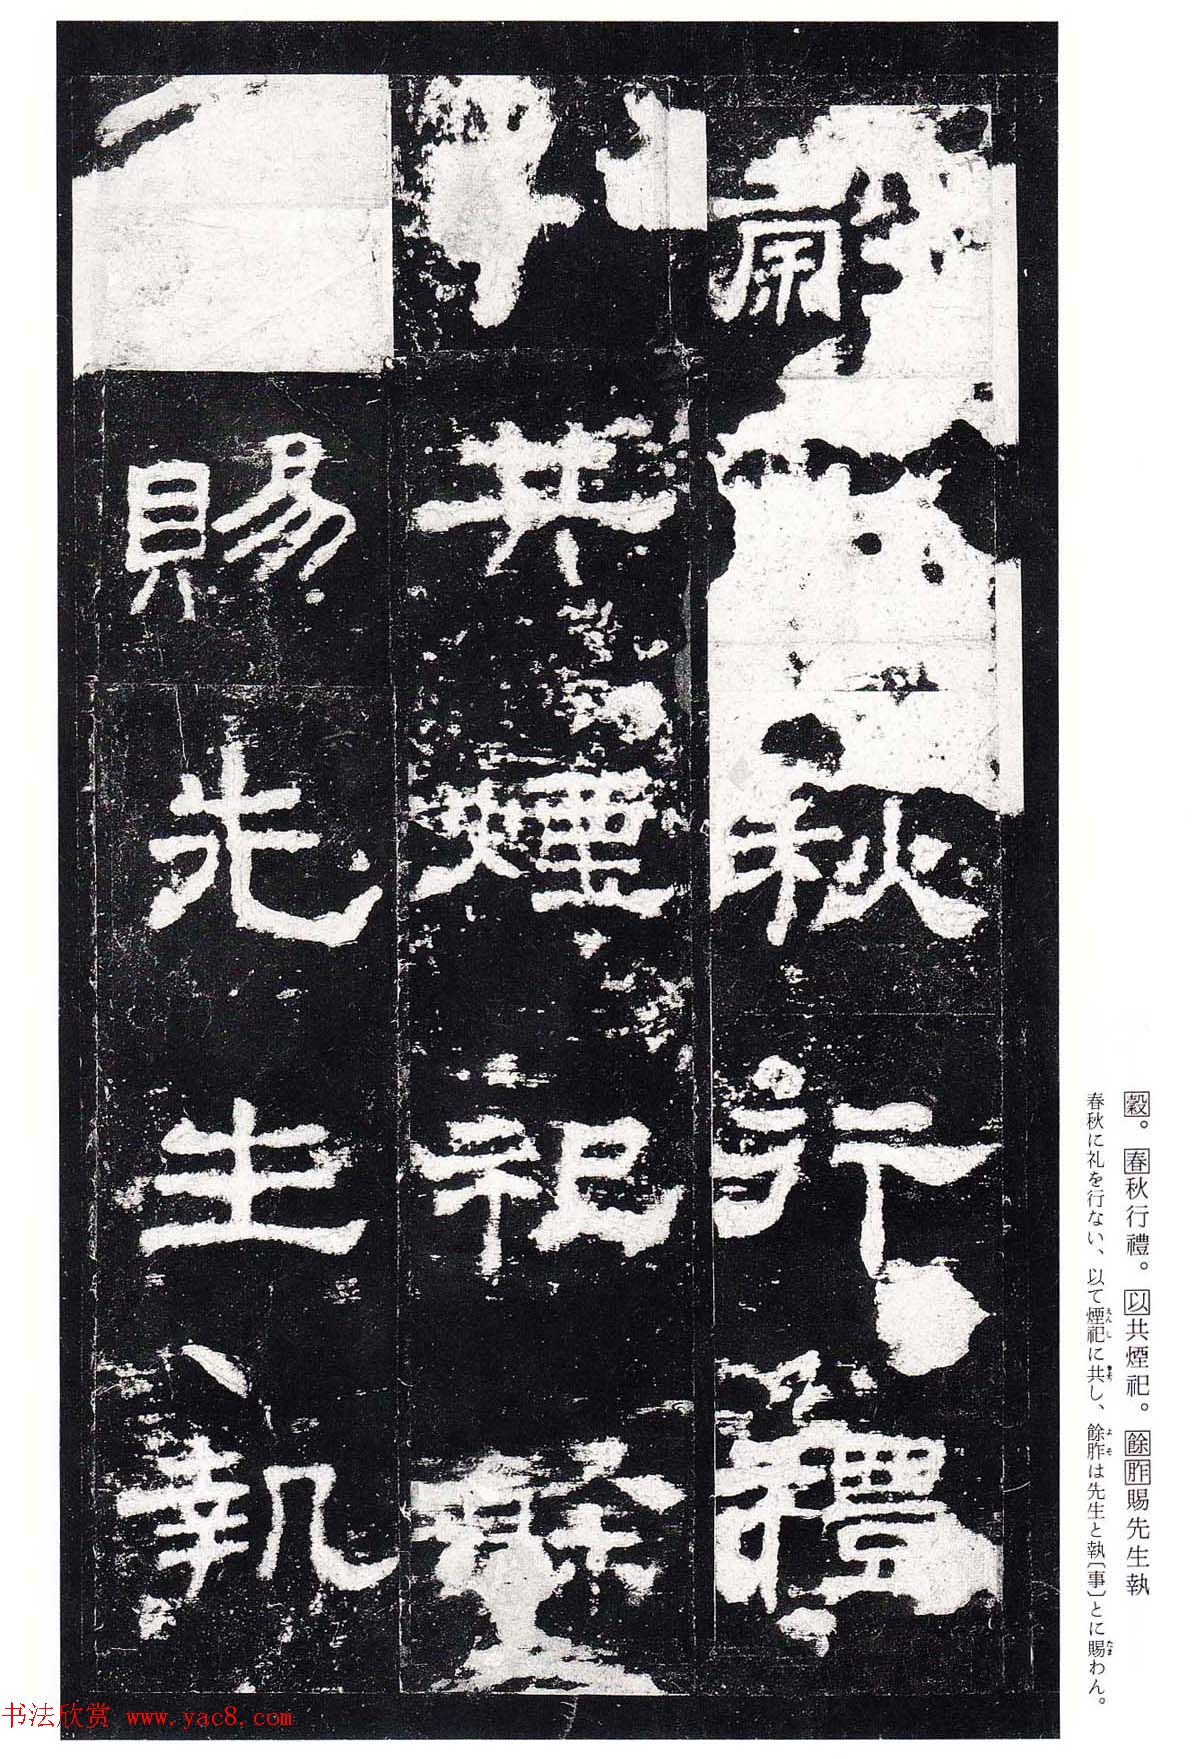 秋行禮
共煙祀餘
賜先生執
穀。春秋行禮。以共煙祀。餘胙賜先生執
春秋に礼を行ない、以て煙祀に共し、餘胙は先生と執〔事〕とに賜わん。
书法欣赏 www.yac8.com